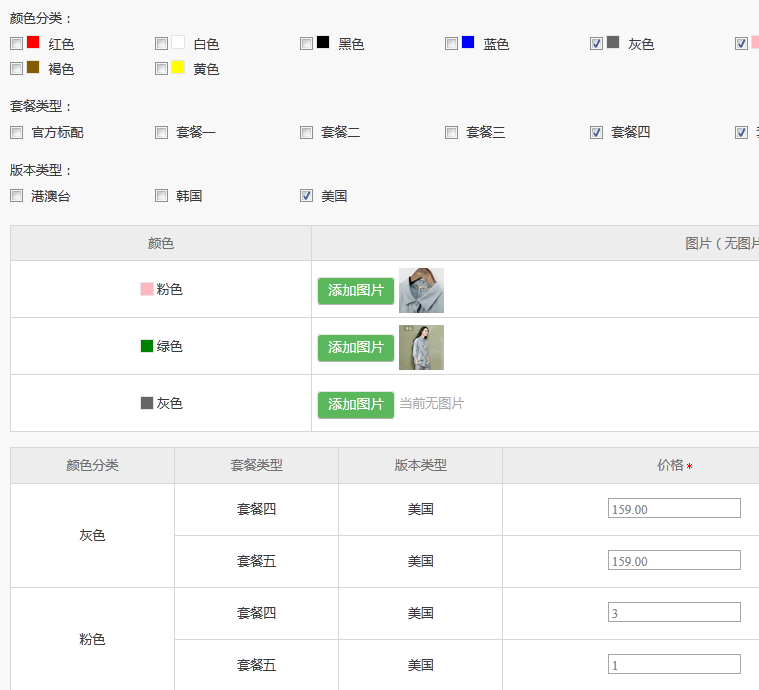 颜色分类：
红色 白色 黑色 蓝色 灰色
褐色 黄色
套餐类型：
官方标配 套餐一 套餐二 套餐三 套餐四
版本类型：
港澳台 韩国 美国
颜色 图片 ( 无图片
粉色 添加图片
绿色 添加图片
灰色 添加图片 当前无图片
颜色分类 套餐类型 版本类型 价格 *
灰色 套餐四 美国 159.00
套餐五 美国 159.00
粉色 套餐四 美国 3
套餐五 美国 1